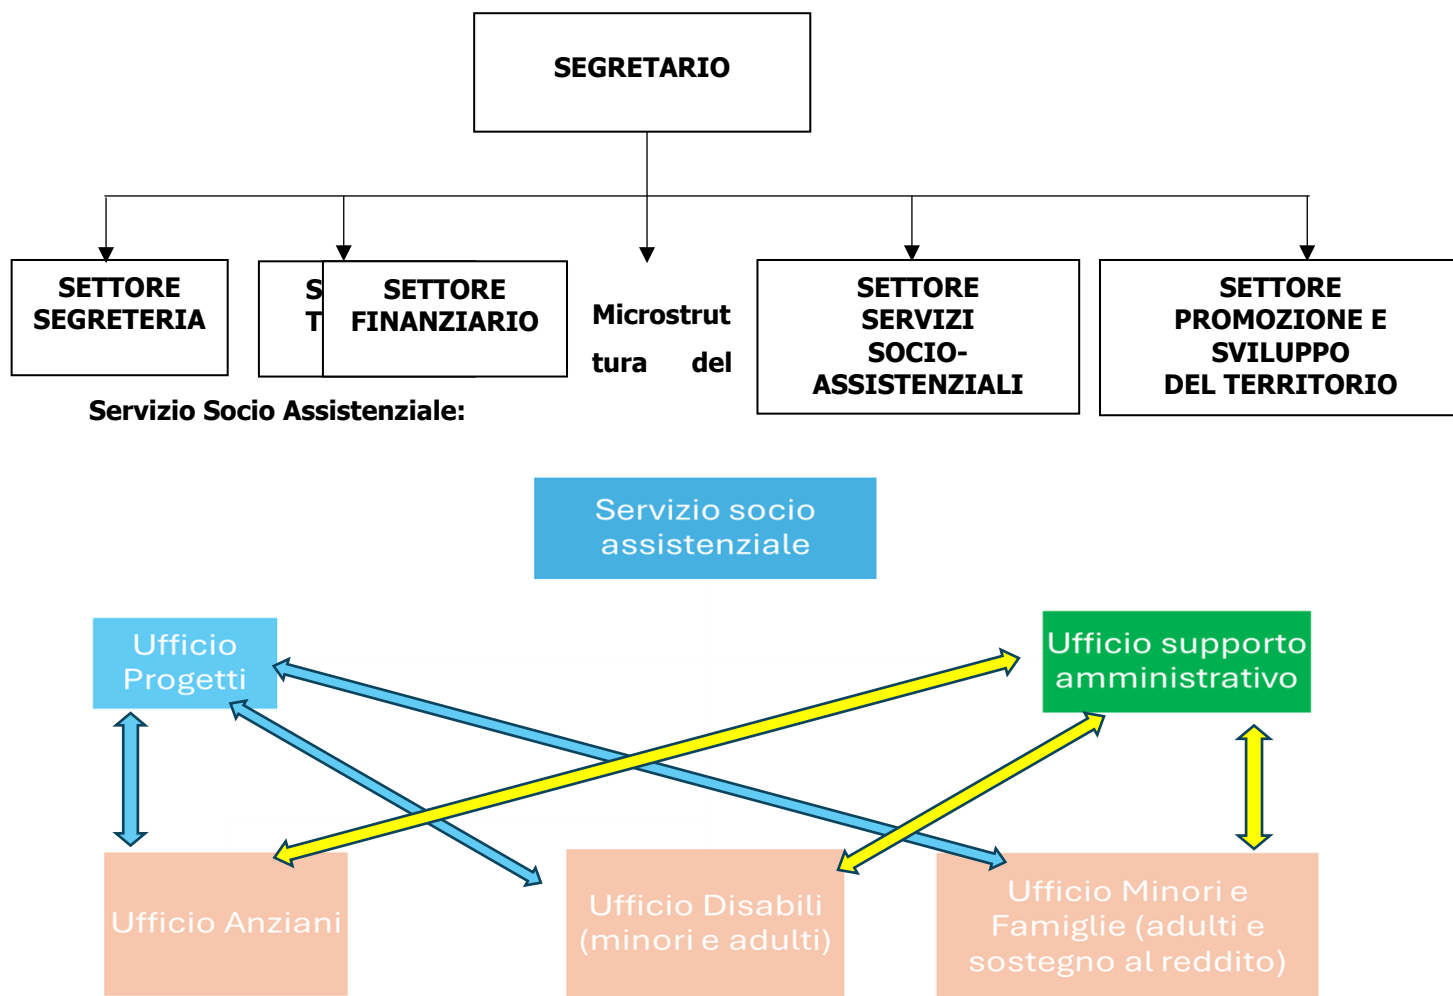 SEGRETARIO
SETTORE
SEGRETERIA
S
T
SETTORE
FINANZIARIO
Microstrut
tura del
SETTORE
SERVIZI
SOCIO-
ASSISTENZIALI
SETTORE
PROMOZIONE E
SVILUPPO
DEL TERRITORIO
Servizio Socio Assistenziale:
Servizio socio
assistenziale
Ufficio
Progetti
Ufficio supporto
amministrativo
Ufficio Anziani
Ufficio Disabili
(minori e adulti)
Ufficio Minori e
Famiglie (adulti e
sostegno al reddito)